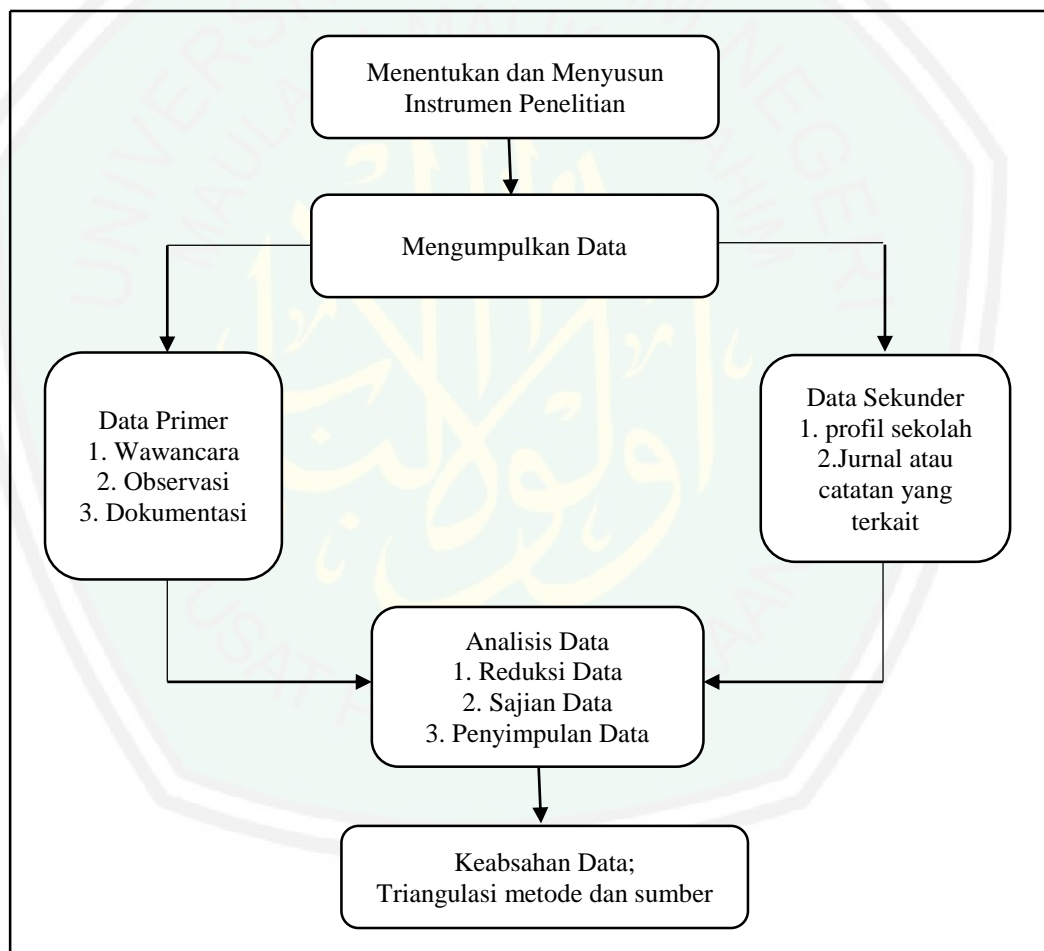 Menentukan dan Menyusun
Instrumen Penelitian
Mengumpulkan Data
Data Primer
1. Wawancara
2. Observasi
3. Dokumentasi
Data Sekunder
1. profil sekolah
2.Jurnal atau
catatan yang
terkait
Analisis Data
1. Reduksi Data
2. Sajian Data
3. Penyimpulan Data
Keabsahan Data;
Triangulasi metode dan sumber